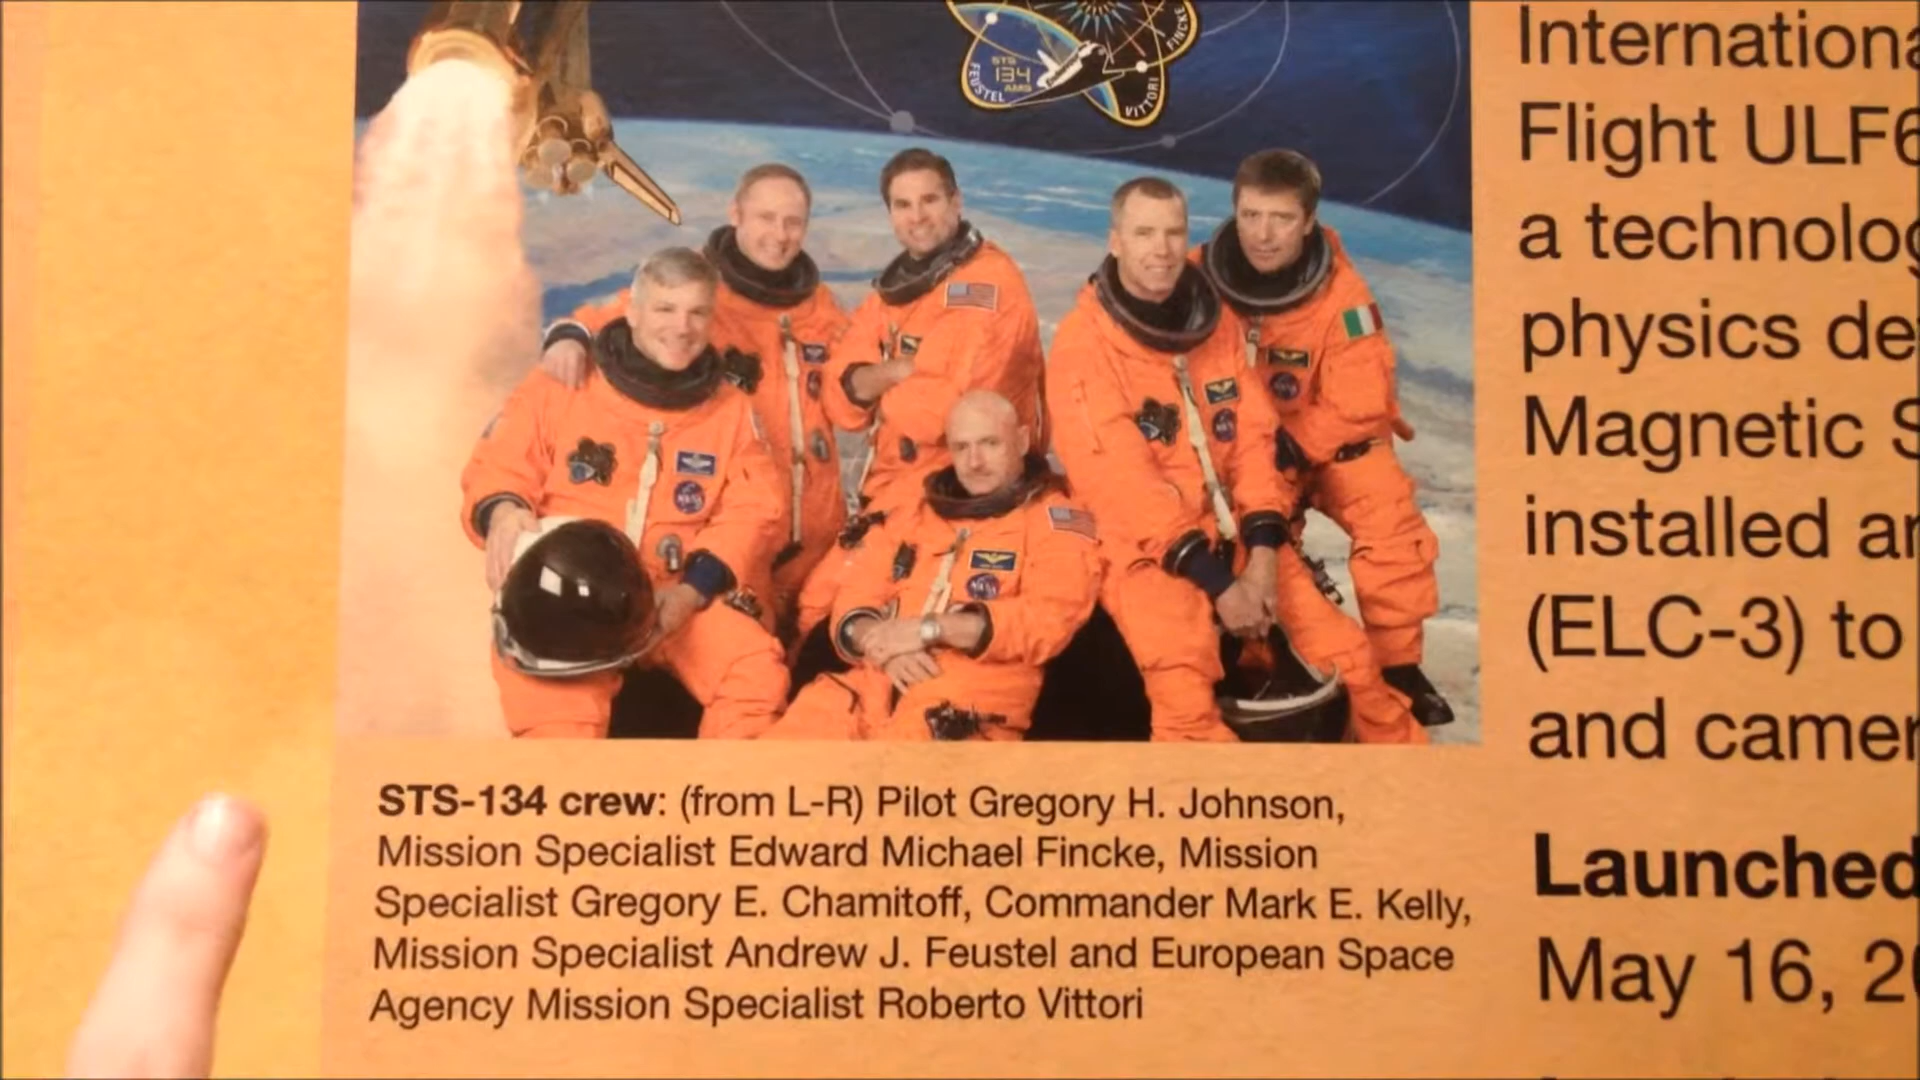 FINCKE
STS
134
AMS
FEUSTEL
VITTORI
STS-134 crew: (from L-R) Pilot Gregory H. Johnson,
Mission Specialist Edward Michael Fincke, Mission
Specialist Gregory E. Chamitoff, Commander Mark E. Kelly,
Mission Specialist Andrew J. Feustel and European Space
Agency Mission Specialist Roberto Vittori
Internationa
Flight ULF6
a technolog
physics de
Magnetic S
installed an
(ELC-3) to
and camer
Launched
May 16, 20